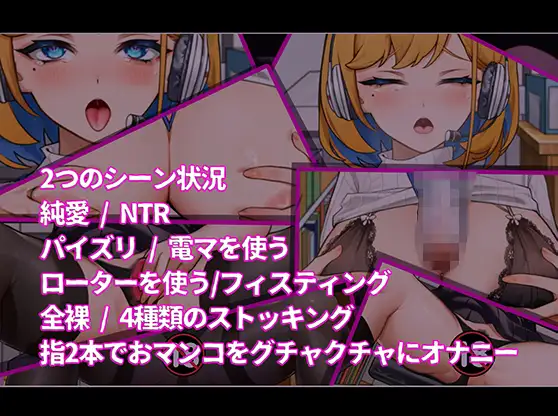 2つのシーン状況
純愛 / NTR
パイズリ / 電マを使う
ローターを使う/フィスティング
全裸 / 4種類のストッキング
指2本でおマンコをグチャクチャにオナニー